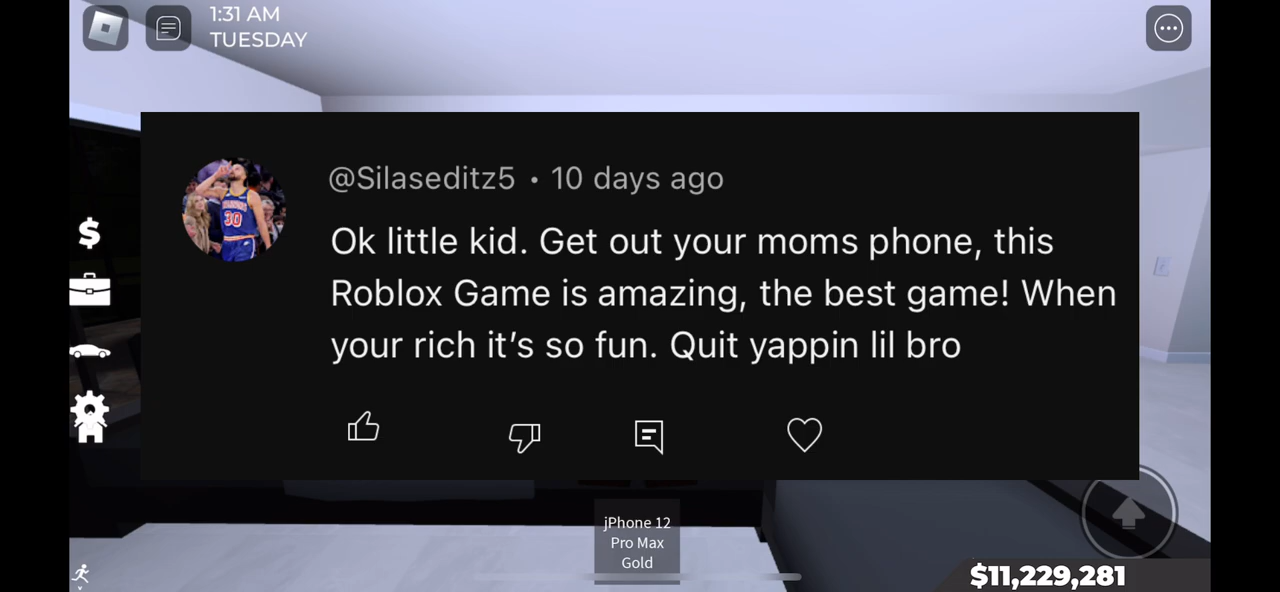 1:31 AM
TUESDAY
@Silaseditz5 • 10 days ago
Ok little kid. Get out your moms phone, this
Roblox Game is amazing, the best game! When
your rich it’s so fun. Quit yappin lil bro
$
30
jPhone 12
Pro Max
Gold
$11,229,281